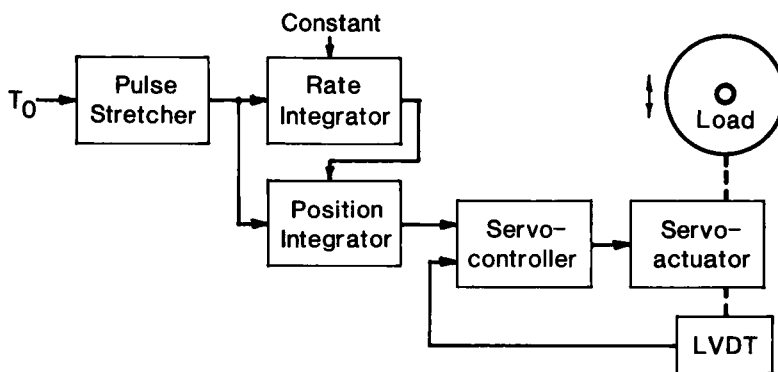 Constant
T0
Pulse
Stretcher
Rate
Integrator
Load
Position
Integrator
Servo-
controller
Servo-
actuator
LVDT